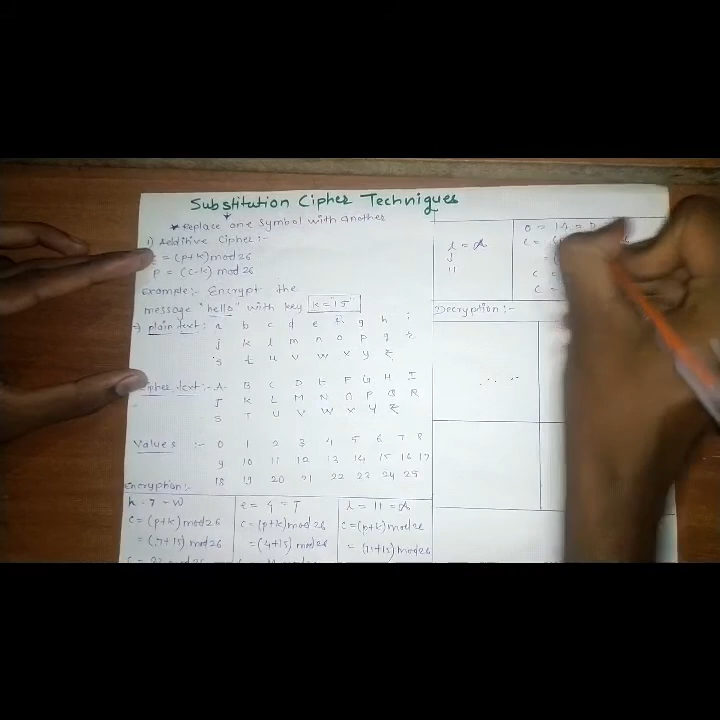 Substitution Cipher Techniques
* Replace one symbol with another
1) Additive Cipher:-
c = (p+k) mod 26
p = (c-k) mod 26
Example:- Encrypt the
message "hello" with key k = 15
plain text:- a b c d e f g h i
j k l m n o p q r
s t u v w x y z
Cipher text:- A B C D E F G H I
J K L M N O P Q R
S T U V W X Y Z
Values :- 0 1 2 3 4 5 6 7 8
9 10 11 12 13 14 15 16 17
18 19 20 21 22 23 24 25
Encryption:-
h - 7 - W
c = (p+k) mod 26
= (7+15) mod 26
e = 4 = T
c = (p+k) mod 26
= (4+15) mod 26
l = 11 = A
c = (p+k) mod 26
= (11+15) mod 26
l = A
11
o = 14 =
c =
c
c =
Decryption:-